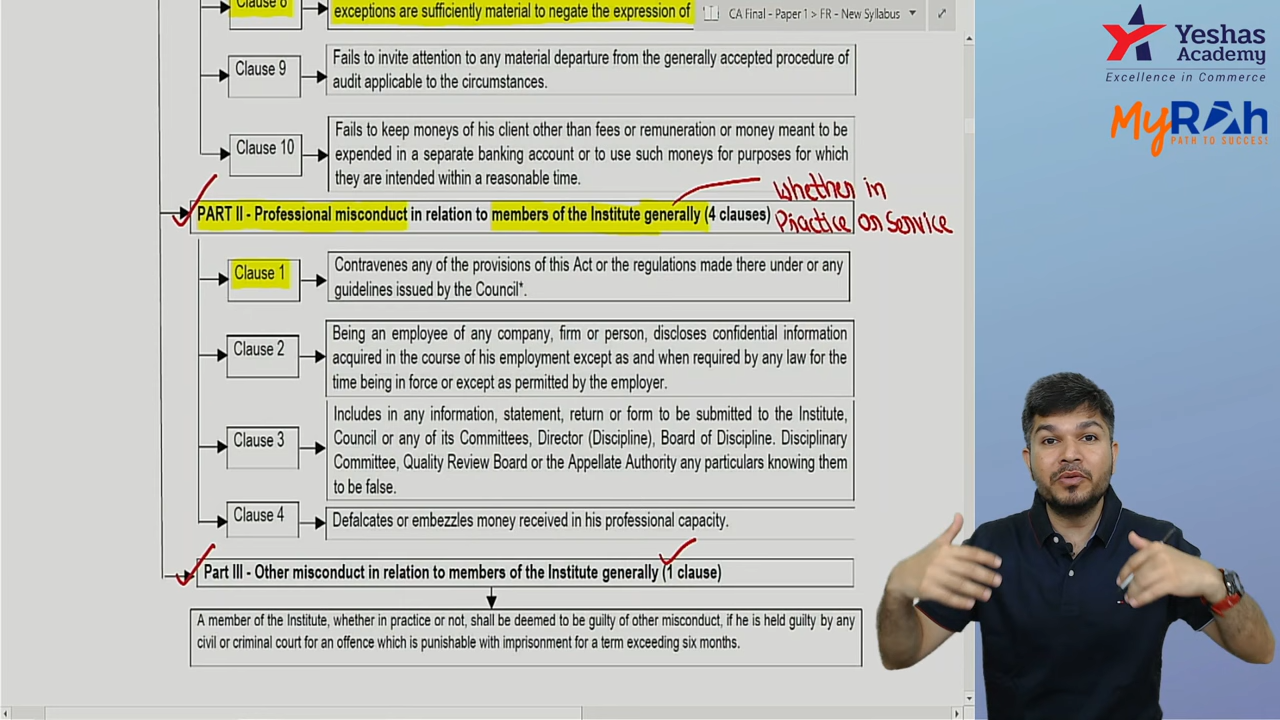 Clause 8
exceptions are sufficiently material to negate the expression of
CA Final - Paper 1 > FR - New Syllabus
Yeshas
Academy
Excellence in Commerce
MyRAh
PATH TO SUCCESS
Clause 9
Fails to invite attention to any material departure from the generally accepted procedure of
audit applicable to the circumstances.
Clause 10
Fails to keep moneys of his client other than fees or remuneration or money meant to be
expended in a separate banking account or to use such moneys for purposes for which
they are intended within a reasonable time.
PART II - Professional misconduct in relation to members of the Institute generally (4 clauses)
whether in
Practice or Service
Clause 1
Contravenes any of the provisions of this Act or the regulations made there under or any
guidelines issued by the Council*.
Clause 2
Being an employee of any company, firm or person, discloses confidential information
acquired in the course of his employment except as and when required by any law for the
time being in force or except as permitted by the employer.
Clause 3
Includes in any information, statement, return or form to be submitted to the Institute,
Council or any of its Committees, Director (Discipline), Board of Discipline. Disciplinary
Committee, Quality Review Board or the Appellate Authority any particulars knowing them
to be false.
Clause 4
Defalcates or embezzles money received in his professional capacity.
Part III - Other misconduct in relation to members of the Institute generally (1 clause)
A member of the Institute, whether in practice or not, shall be deemed to be guilty of other misconduct, if he is held guilty by any
civil or criminal court for an offence which is punishable with imprisonment for a term exceeding six months.